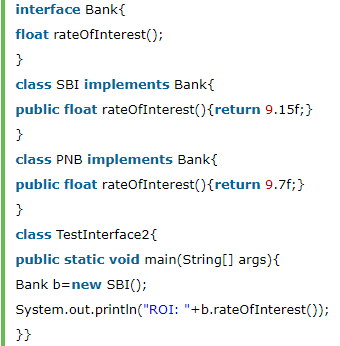 interface Bank{
float rateOfInterest();
}
class SBI implements Bank{
public float rateOfInterest(){return 9.15f;}
}
class PNB implements Bank{
public float rateOfInterest(){return 9.7f;}
}
class TestInterface2{
public static void main(String[] args){
Bank b=new SBI();
System.out.println("ROI: "+b.rateOfInterest());
}}